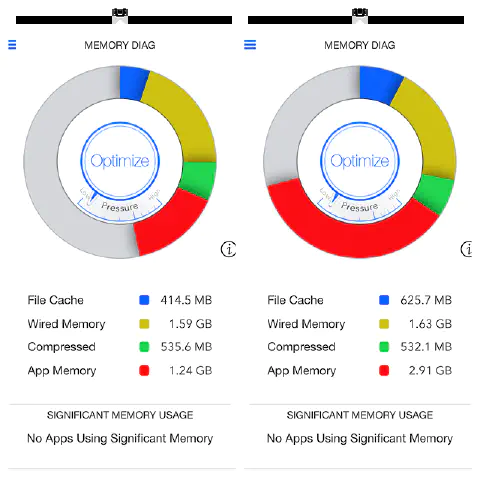 MEMORY DIAG
Optimize
Low
High
Pressure
File Cache 414.5 MB
Wired Memory 1.59 GB
Compressed 535.6 MB
App Memory 1.24 GB
SIGNIFICANT MEMORY USAGE
No Apps Using Significant Memory
MEMORY DIAG
Optimize
Low
High
Pressure
File Cache 625.7 MB
Wired Memory 1.63 GB
Compressed 532.1 MB
App Memory 2.91 GB
SIGNIFICANT MEMORY USAGE
No Apps Using Significant Memory